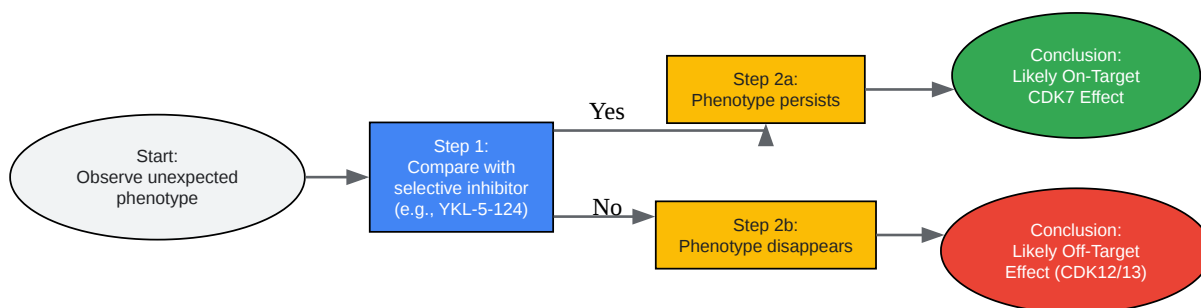 Start:
Observe unexpected
phenotype
Step 1:
Compare with
selective inhibitor
(e.g., YKL-5-124)
Yes
No
Step 2a:
Phenotype persists
Step 2b:
Phenotype disappears
Conclusion:
Likely On-Target
CDK7 Effect
Conclusion:
Likely Off-Target
Effect (CDK12/13)